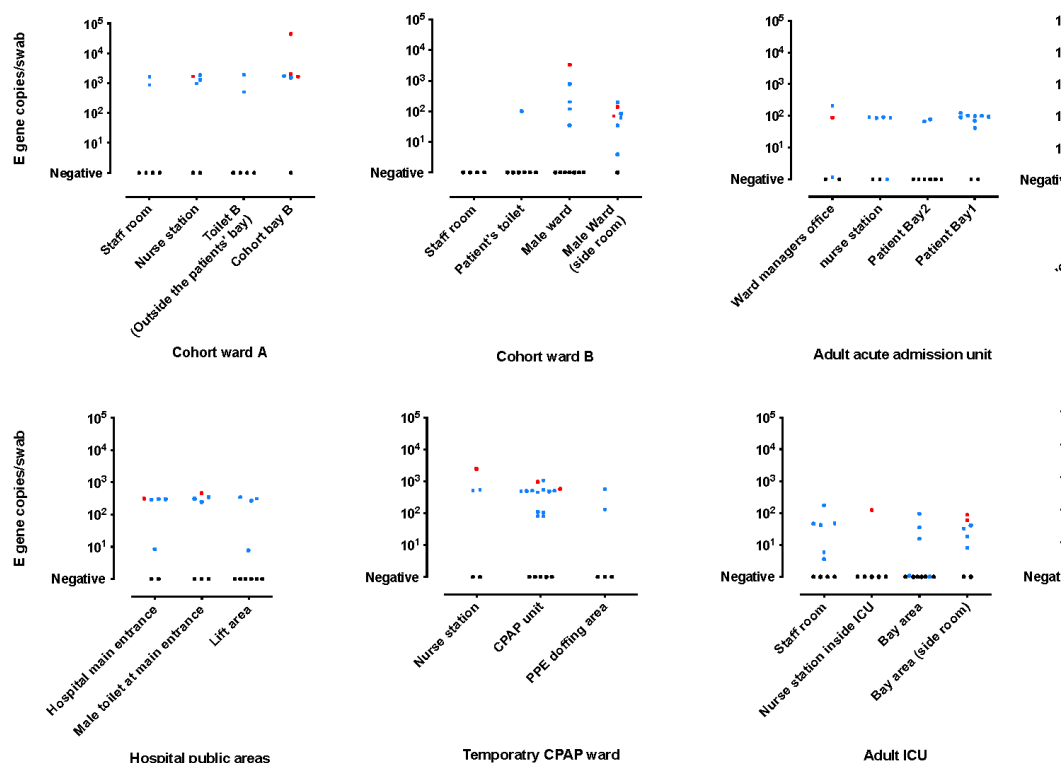 E gene copies/swab
10⁵
10⁴
10³
10²
10¹
Negative
Staff room
Nurse station
Toilet B
(Outside the patients' bay)
Cohort bay B
Cohort ward A
10⁵
10⁴
10³
10²
10¹
Negative
Staff room
Patient's toilet
Male ward
Male Ward
(side room)
Cohort ward B
10⁵
10⁴
10³
10²
10¹
Negative
Ward managers office
nurse station
Patient Bay2
Patient Bay1
Adult acute admission unit
E gene copies/swab
10⁵
10⁴
10³
10²
10¹
Negative
Hospital main entrance
Male toilet at main entrance
Lift area
Hospital public areas
10⁵
10⁴
10³
10²
10¹
Negative
Nurse station
CPAP unit
PPE doffing area
Temporatry CPAP ward
10⁵
10⁴
10³
10²
10¹
Negative
Staff room
Nurse station inside ICU
Bay area
Bay area (side room)
Adult ICU